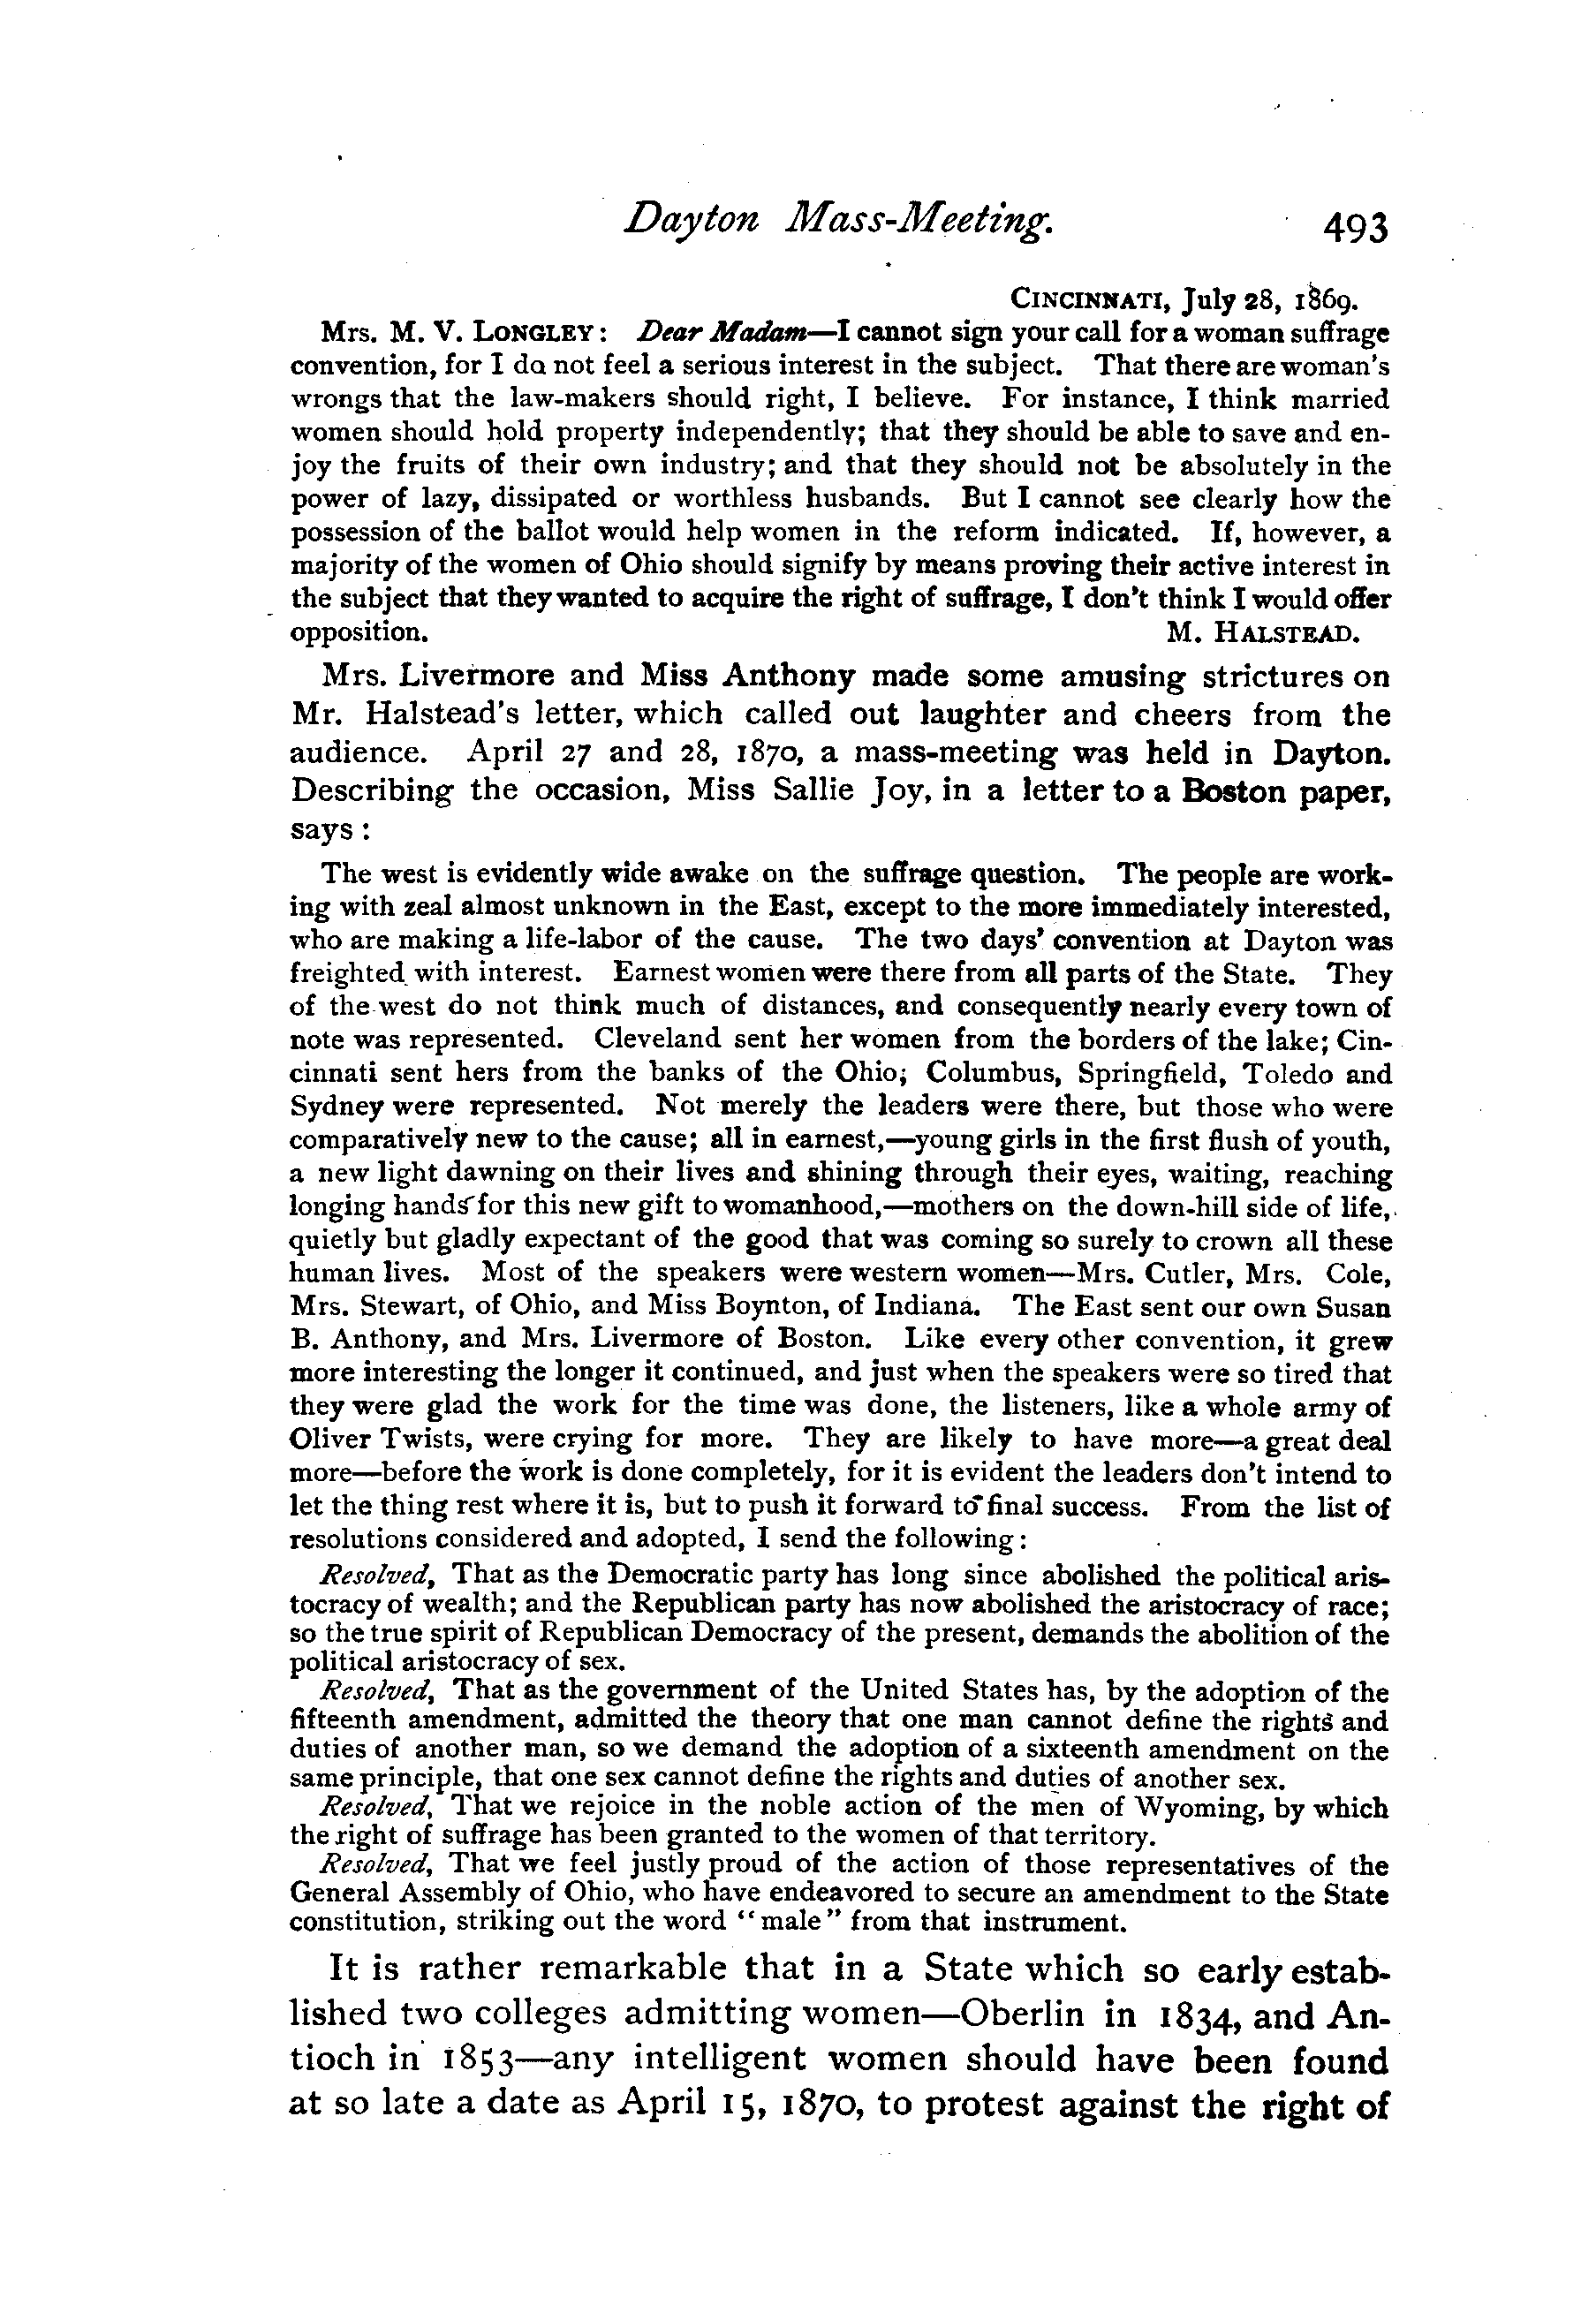 Dayton Mass-Meeting. 493
CINCINNATI, July 28, 1869.
Mrs. M. V. LONGLEY: Dear Madam—I cannot sign your call for a woman suffrage
convention, for I do not feel a serious interest in the subject. That there are woman's
wrongs that the law-makers should right, I believe. For instance, I think married
women should hold property independently; that they should be able to save and en-
joy the fruits of their own industry; and that they should not be absolutely in the
power of lazy, dissipated or worthless husbands. But I cannot see clearly how the
possession of the ballot would help women in the reform indicated. If, however, a
majority of the women of Ohio should signify by means proving their active interest in
the subject that they wanted to acquire the right of suffrage, I don't think I would offer
opposition. M. HALSTEAD.
Mrs. Livermore and Miss Anthony made some amusing strictures on
Mr. Halstead's letter, which called out laughter and cheers from the
audience. April 27 and 28, 1870, a mass-meeting was held in Dayton.
Describing the occasion, Miss Sallie Joy, in a letter to a Boston paper,
says:
The west is evidently wide awake on the suffrage question. The people are work-
ing with zeal almost unknown in the East, except to the more immediately interested,
who are making a life-labor of the cause. The two days' convention at Dayton was
freighted with interest. Earnest women were there from all parts of the State. They
of the west do not think much of distances, and consequently nearly every town of
note was represented. Cleveland sent her women from the borders of the lake; Cin-
cinnati sent hers from the banks of the Ohio; Columbus, Springfield, Toledo and
Sydney were represented. Not merely the leaders were there, but those who were
comparatively new to the cause; all in earnest,—young girls in the first flush of youth,
a new light dawning on their lives and shining through their eyes, waiting, reaching
longing hands for this new gift to womanhood,—mothers on the down-hill side of life,
quietly but gladly expectant of the good that was coming so surely to crown all these
human lives. Most of the speakers were western women—Mrs. Cutler, Mrs. Cole,
Mrs. Stewart, of Ohio, and Miss Boynton, of Indiana. The East sent our own Susan
B. Anthony, and Mrs. Livermore of Boston. Like every other convention, it grew
more interesting the longer it continued, and just when the speakers were so tired that
they were glad the work for the time was done, the listeners, like a whole army of
Oliver Twists, were crying for more. They are likely to have more—a great deal
more—before the work is done completely, for it is evident the leaders don't intend to
let the thing rest where it is, but to push it forward to final success. From the list of
resolutions considered and adopted, I send the following:
Resolved, That as the Democratic party has long since abolished the political aris-
tocracy of wealth; and the Republican party has now abolished the aristocracy of race;
so the true spirit of Republican Democracy of the present, demands the abolition of the
political aristocracy of sex.
Resolved, That as the government of the United States has, by the adoption of the
fifteenth amendment, admitted the theory that one man cannot define the rights and
duties of another man, so we demand the adoption of a sixteenth amendment on the
same principle, that one sex cannot define the rights and duties of another sex.
Resolved, That we rejoice in the noble action of the men of Wyoming, by which
the right of suffrage has been granted to the women of that territory.
Resolved, That we feel justly proud of the action of those representatives of the
General Assembly of Ohio, who have endeavored to secure an amendment to the State
constitution, striking out the word "male" from that instrument.
It is rather remarkable that in a State which so early estab-
lished two colleges admitting women—Oberlin in 1834, and An-
tioch in 1853—any intelligent women should have been found
at so late a date as April 15, 1870, to protest against the right of